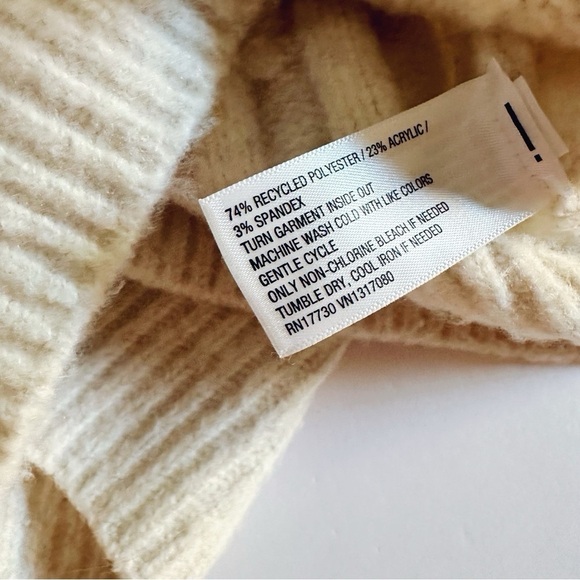 74% RECYCLED POLYESTER / 23% ACRYLIC /
3% SPANDEX
TURN GARMENT INSIDE OUT
MACHINE WASH COLD WITH LIKE COLORS
GENTLE CYCLE
ONLY NON-CHLORINE BLEACH IF NEEDED
TUMBLE DRY, COOL IRON IF NEEDED
RN17730 VN1317080